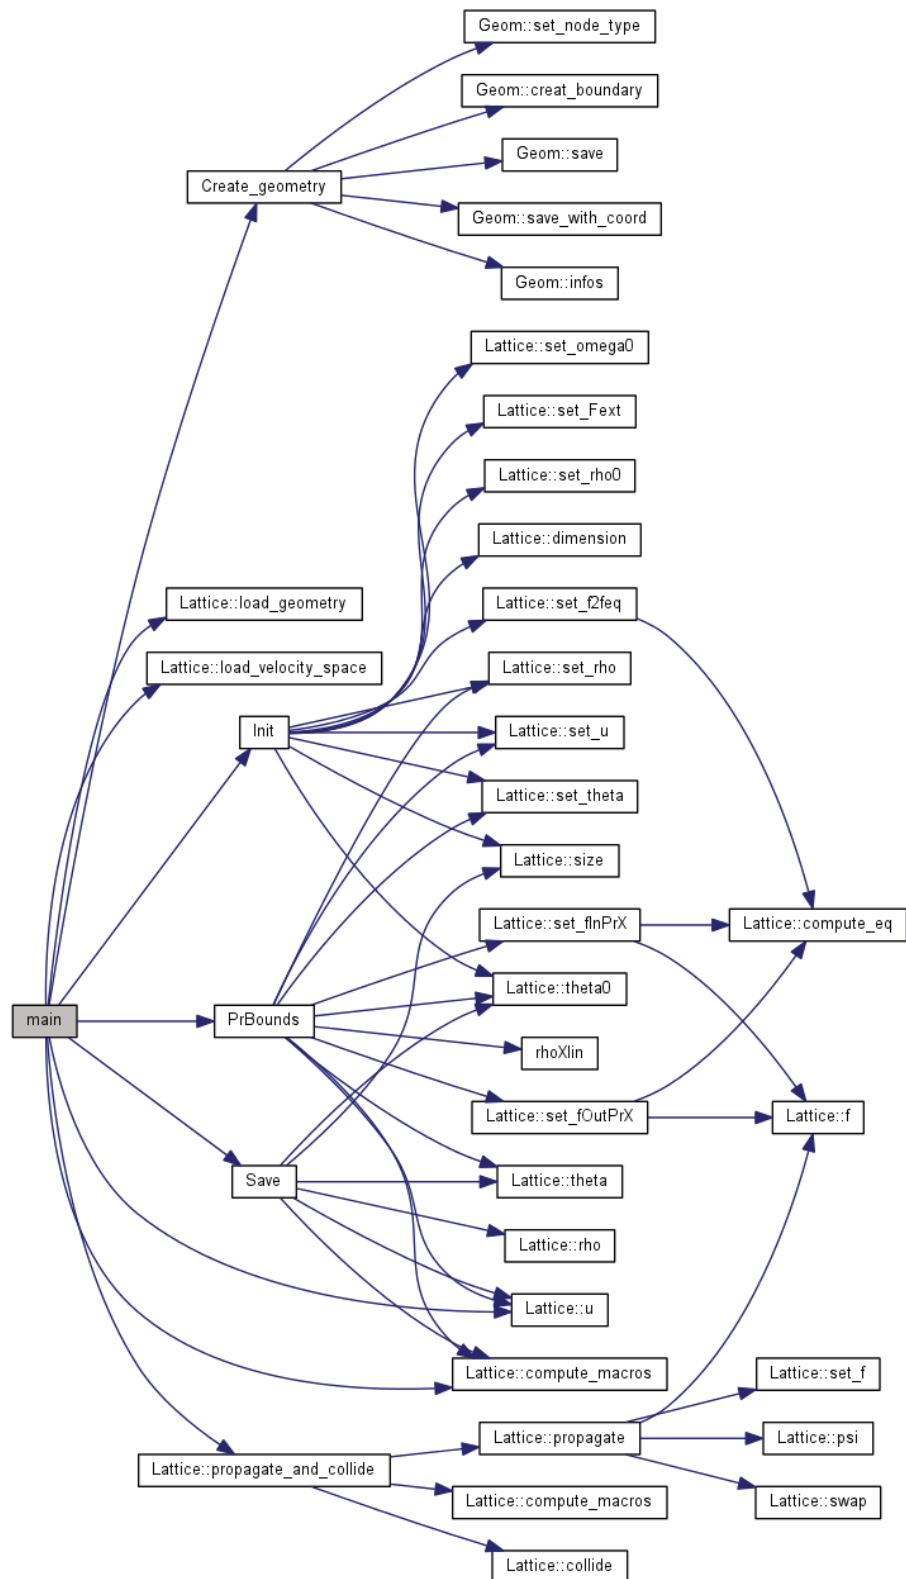 Geom::set_node_type
Geom::creat_boundary
Geom::save
Create_geometry
Geom::save_with_coord
Geom::infos
Lattice::set_omega0
Lattice::set_Fext
Lattice::set_rho0
Lattice::dimension
Lattice::load_geometry
Lattice::set_f2feq
Lattice::load_velocity_space
Lattice::set_rho
Init
Lattice::set_u
Lattice::set_theta
Lattice::size
Lattice::set_fInPrX
Lattice::compute_eq
Lattice::theta0
main
PrBounds
rhoXlin
Lattice::set_fOutPrX
Lattice::f
Save
Lattice::theta
Lattice::rho
Lattice::u
Lattice::compute_macros
Lattice::set_f
Lattice::propagate
Lattice::psi
Lattice::propagate_and_collide
Lattice::compute_macros
Lattice::swap
Lattice::collide